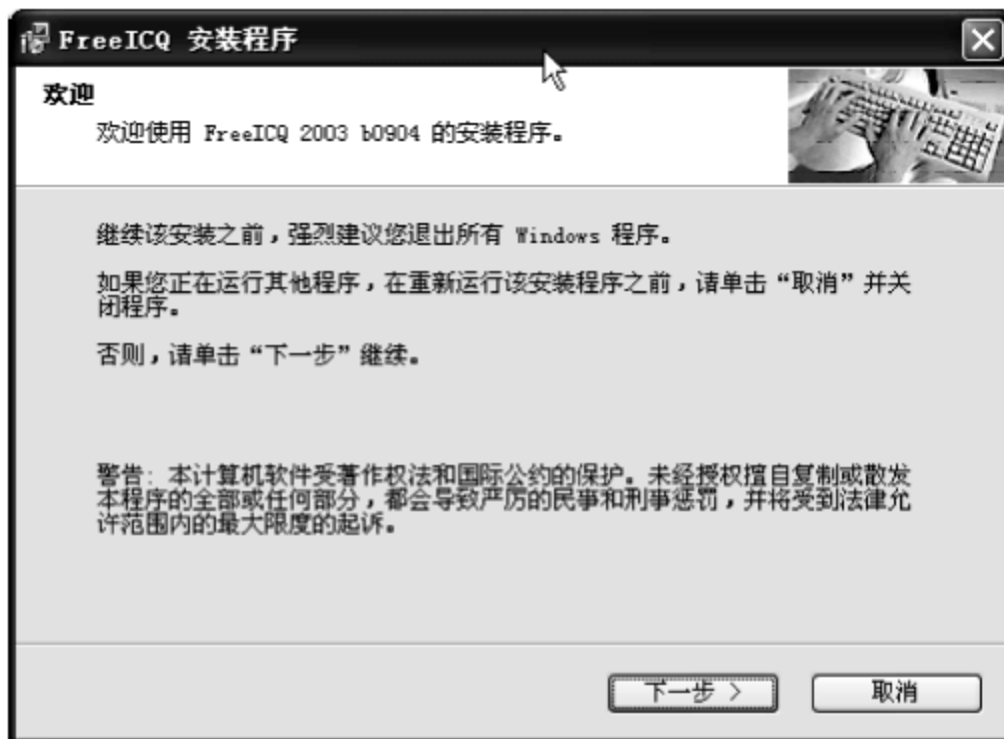 FreeICQ 安装程序
欢迎
欢迎使用 FreeICQ 2003 b0904 的安装程序。
继续该安装之前，强烈建议您退出所有 Windows 程序。
如果您正在运行其他程序，在重新运行该安装程序之前，请单击“取消”并关
闭程序。
否则，请单击“下一步”继续。
警告: 本计算机软件受著作权法和国际公约的保护。未经授权擅自复制或散发
本程序的全部或任何部分，都会导致严厉的民事和刑事惩罚，并将受到法律允
许范围内的最大限度的起诉。
下一步 >
取消